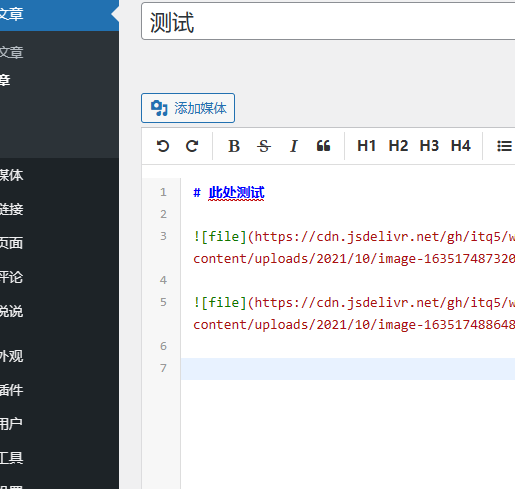 文章
测试
文章
章
添加媒体
B S I H1 H2 H3 H4
媒体
链接
页面
评论
说说
外观
插件
用户
工具
1 # 此处测试
2
3 ![file](https://cdn.jsdelivr.net/gh/itq5/w
content/uploads/2021/10/image-163517487320
4
5 ![file](https://cdn.jsdelivr.net/gh/itq5/w
content/uploads/2021/10/image-163517488648
6
7